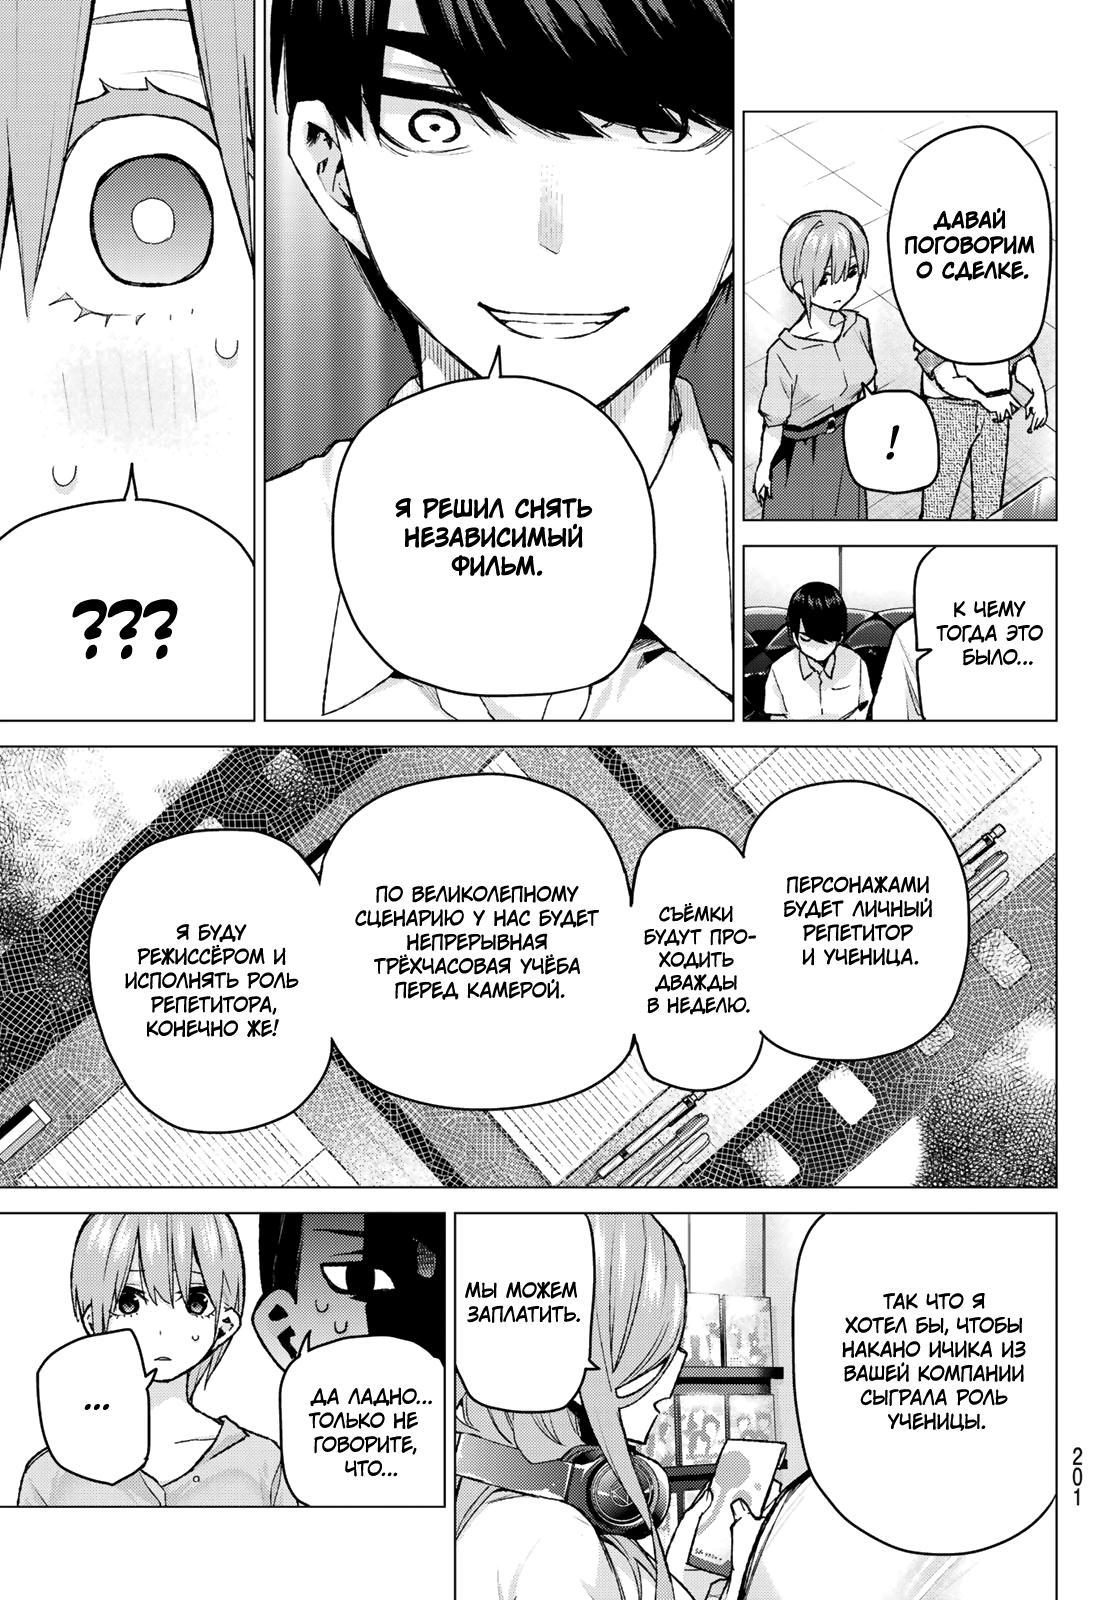 ДАВАЙ
ПОГОВОРИМ
О СДЕЛКЕ.
!
К ЧЕМУ
ТОГДА ЭТО
БЫЛО...
Я РЕШИЛ СНЯТЬ
НЕЗАВИСИМЫЙ
ФИЛЬМ.
???
ПЕРСОНАЖАМИ
БУДЕТ ЛИЧНЫЙ
РЕПЕТИТОР
И УЧЕНИЦА.
СЪЁМКИ
БУДУТ ПРО-
ХОДИТЬ
ДВАЖДЫ
В НЕДЕЛЮ.
ПО ВЕЛИКОЛЕПНОМУ
СЦЕНАРИЮ У НАС БУДЕТ
НЕПРЕРЫВНАЯ
ТРЁХЧАСОВАЯ УЧЁБА
ПЕРЕД КАМЕРОЙ.
Я БУДУ
РЕЖИССЁРОМ И
ИСПОЛНЯТЬ РОЛЬ
РЕПЕТИТОРА,
КОНЕЧНО ЖЕ!
ТАК ЧТО Я
ХОТЕЛ БЫ, ЧТОБЫ
НАКАНО ИЧИКА ИЗ
ВАШЕЙ КОМПАНИИ
СЫГРАЛА РОЛЬ
УЧЕНИЦЫ.
МЫ МОЖЕМ
ЗАПЛАТИТЬ.
ДА ЛАДНО...
ТОЛЬКО НЕ
ГОВОРИТЕ,
ЧТО...
...
201